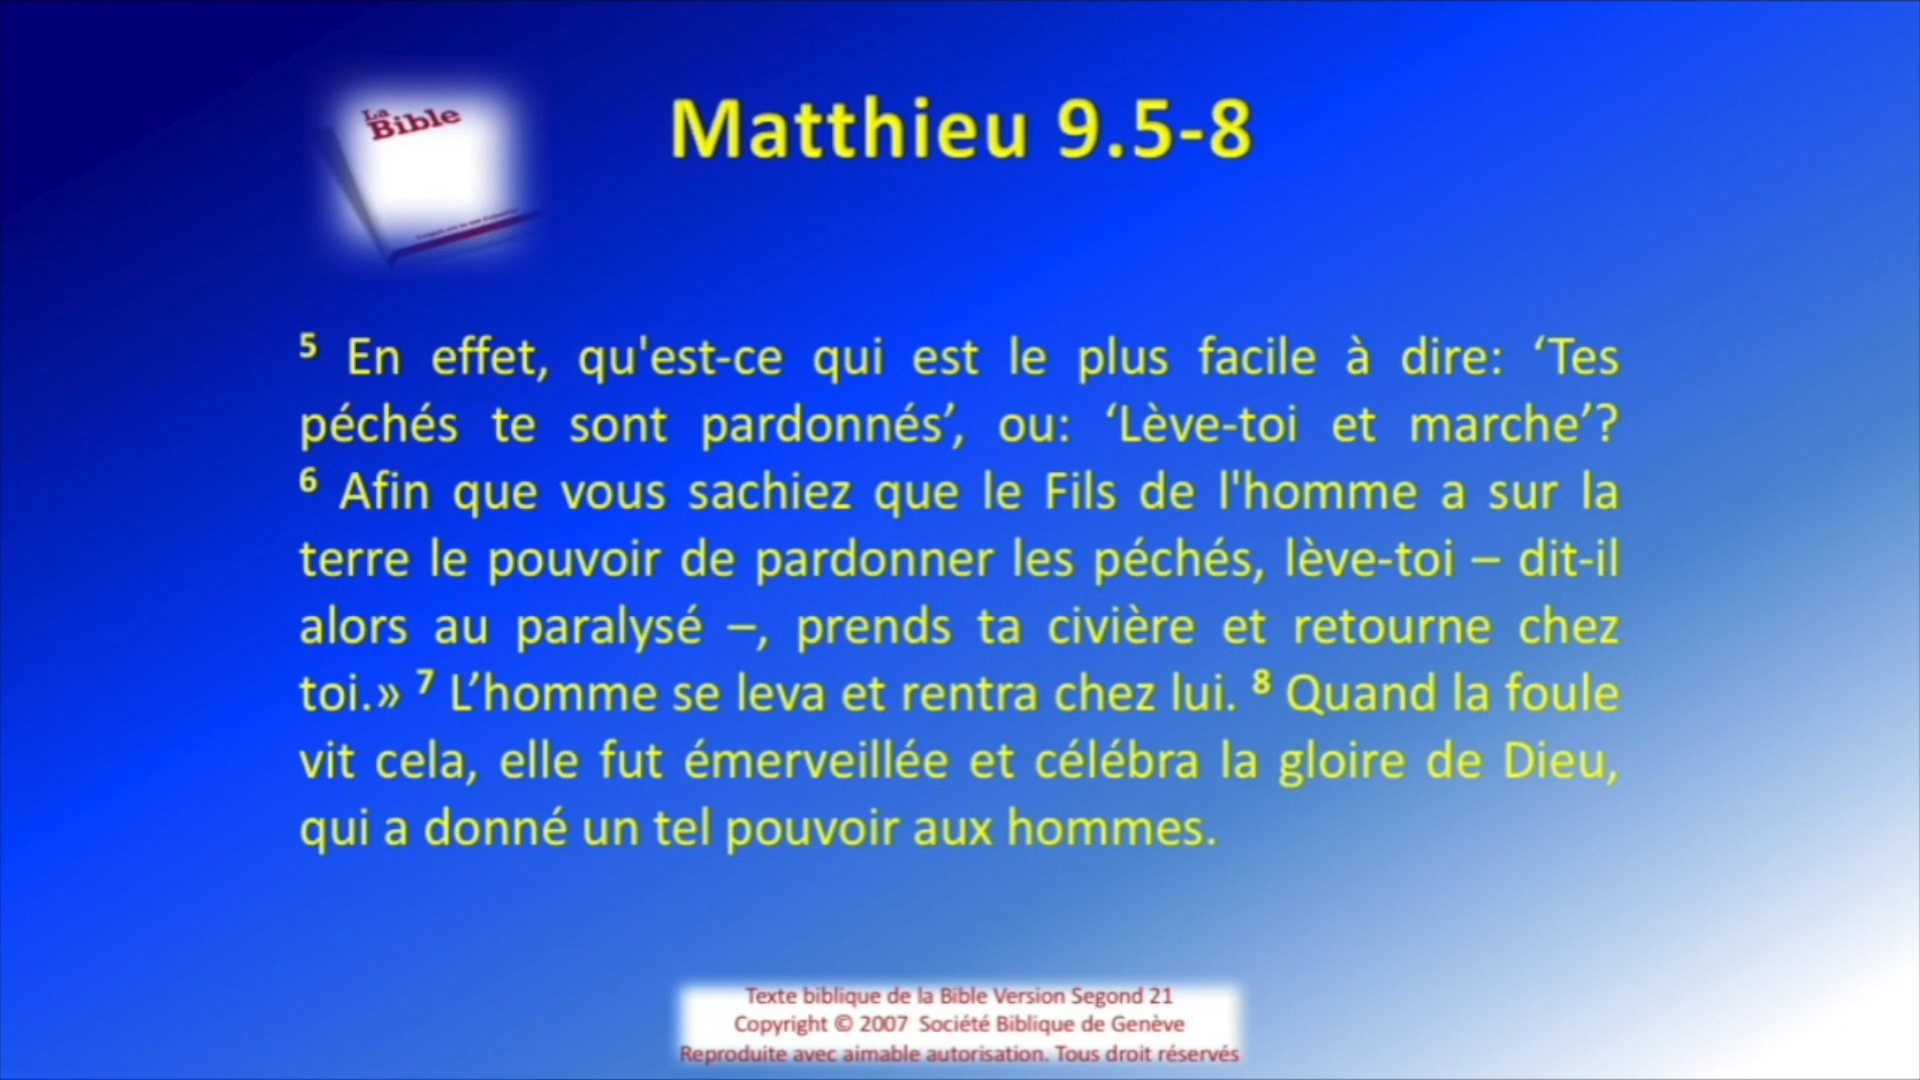 La
Bible
Matthieu 9.5-8
⁵ En effet, qu'est-ce qui est le plus facile à dire: ‘Tes
péchés te sont pardonnés’, ou: ‘Lève-toi et marche’?
⁶ Afin que vous sachiez que le Fils de l'homme a sur la
terre le pouvoir de pardonner les péchés, lève-toi – dit-il
alors au paralysé –, prends ta civière et retourne chez
toi.» ⁷ L’homme se leva et rentra chez lui. ⁸ Quand la foule
vit cela, elle fut émerveillée et célébra la gloire de Dieu,
qui a donné un tel pouvoir aux hommes.
Texte biblique de la Bible Version Segond 21
Copyright © 2007 Société Biblique de Genève
Reproduite avec aimable autorisation. Tous droit réservés